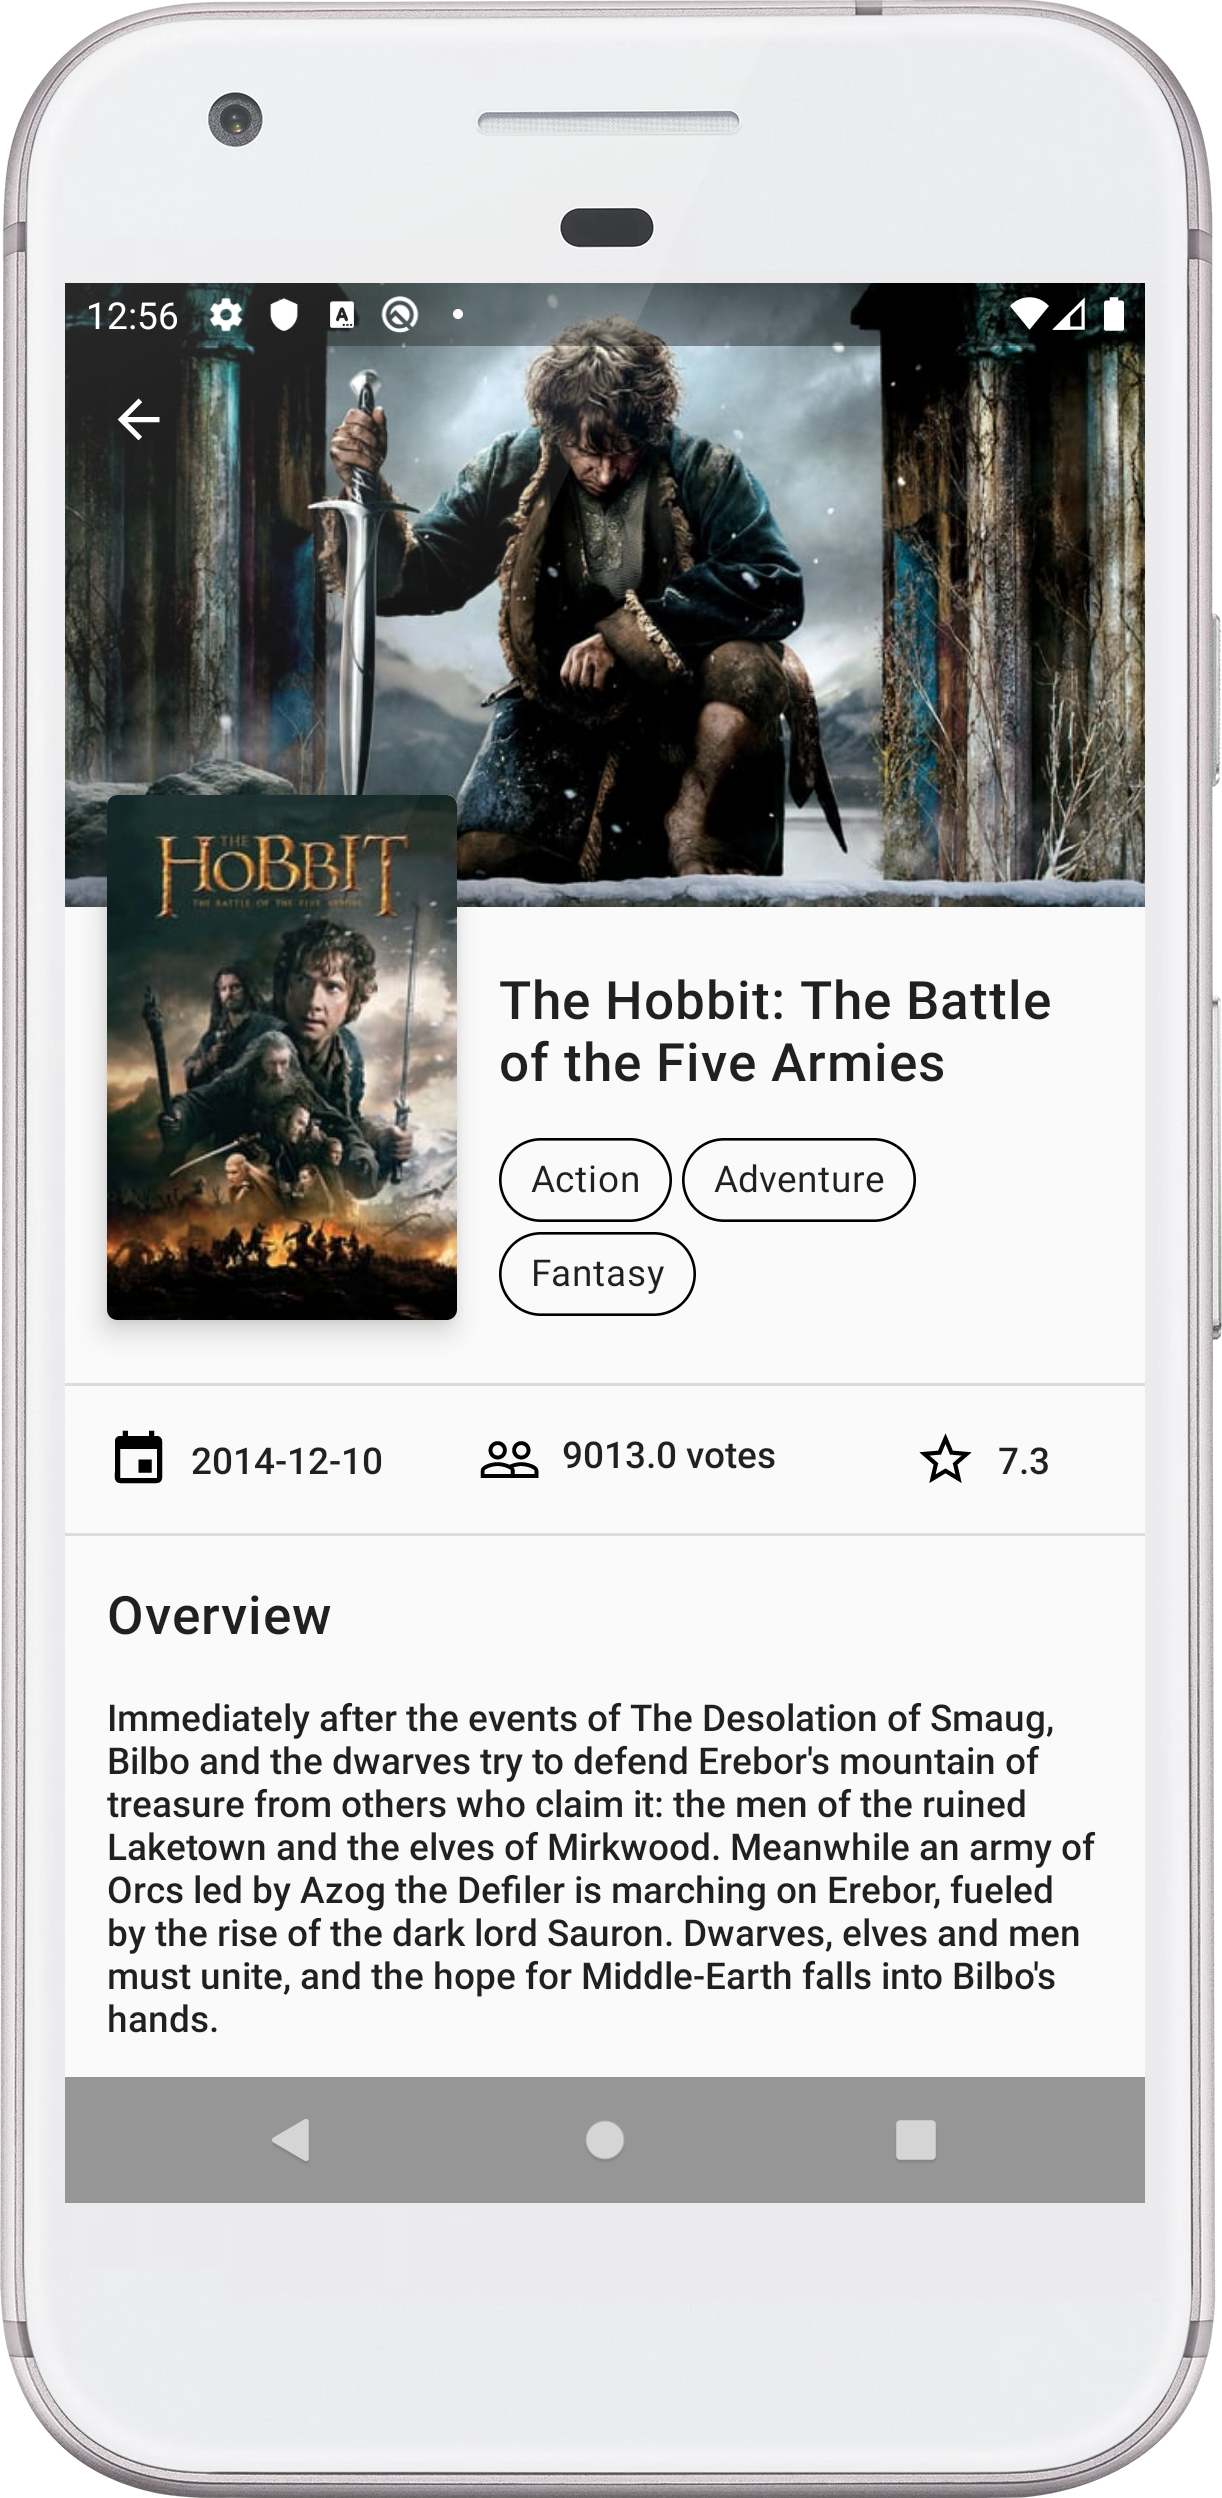 12:56
A
THE
HOBBIT
THE BATTLE OF THE FIVE ARMIES
The Hobbit: The Battle
of the Five Armies
Action
Adventure
Fantasy
2014-12-10
9013.0 votes
7.3
Overview
Immediately after the events of The Desolation of Smaug,
Bilbo and the dwarves try to defend Erebor's mountain of
treasure from others who claim it: the men of the ruined
Laketown and the elves of Mirkwood. Meanwhile an army of
Orcs led by Azog the Defiler is marching on Erebor, fueled
by the rise of the dark lord Sauron. Dwarves, elves and men
must unite, and the hope for Middle-Earth falls into Bilbo's
hands.